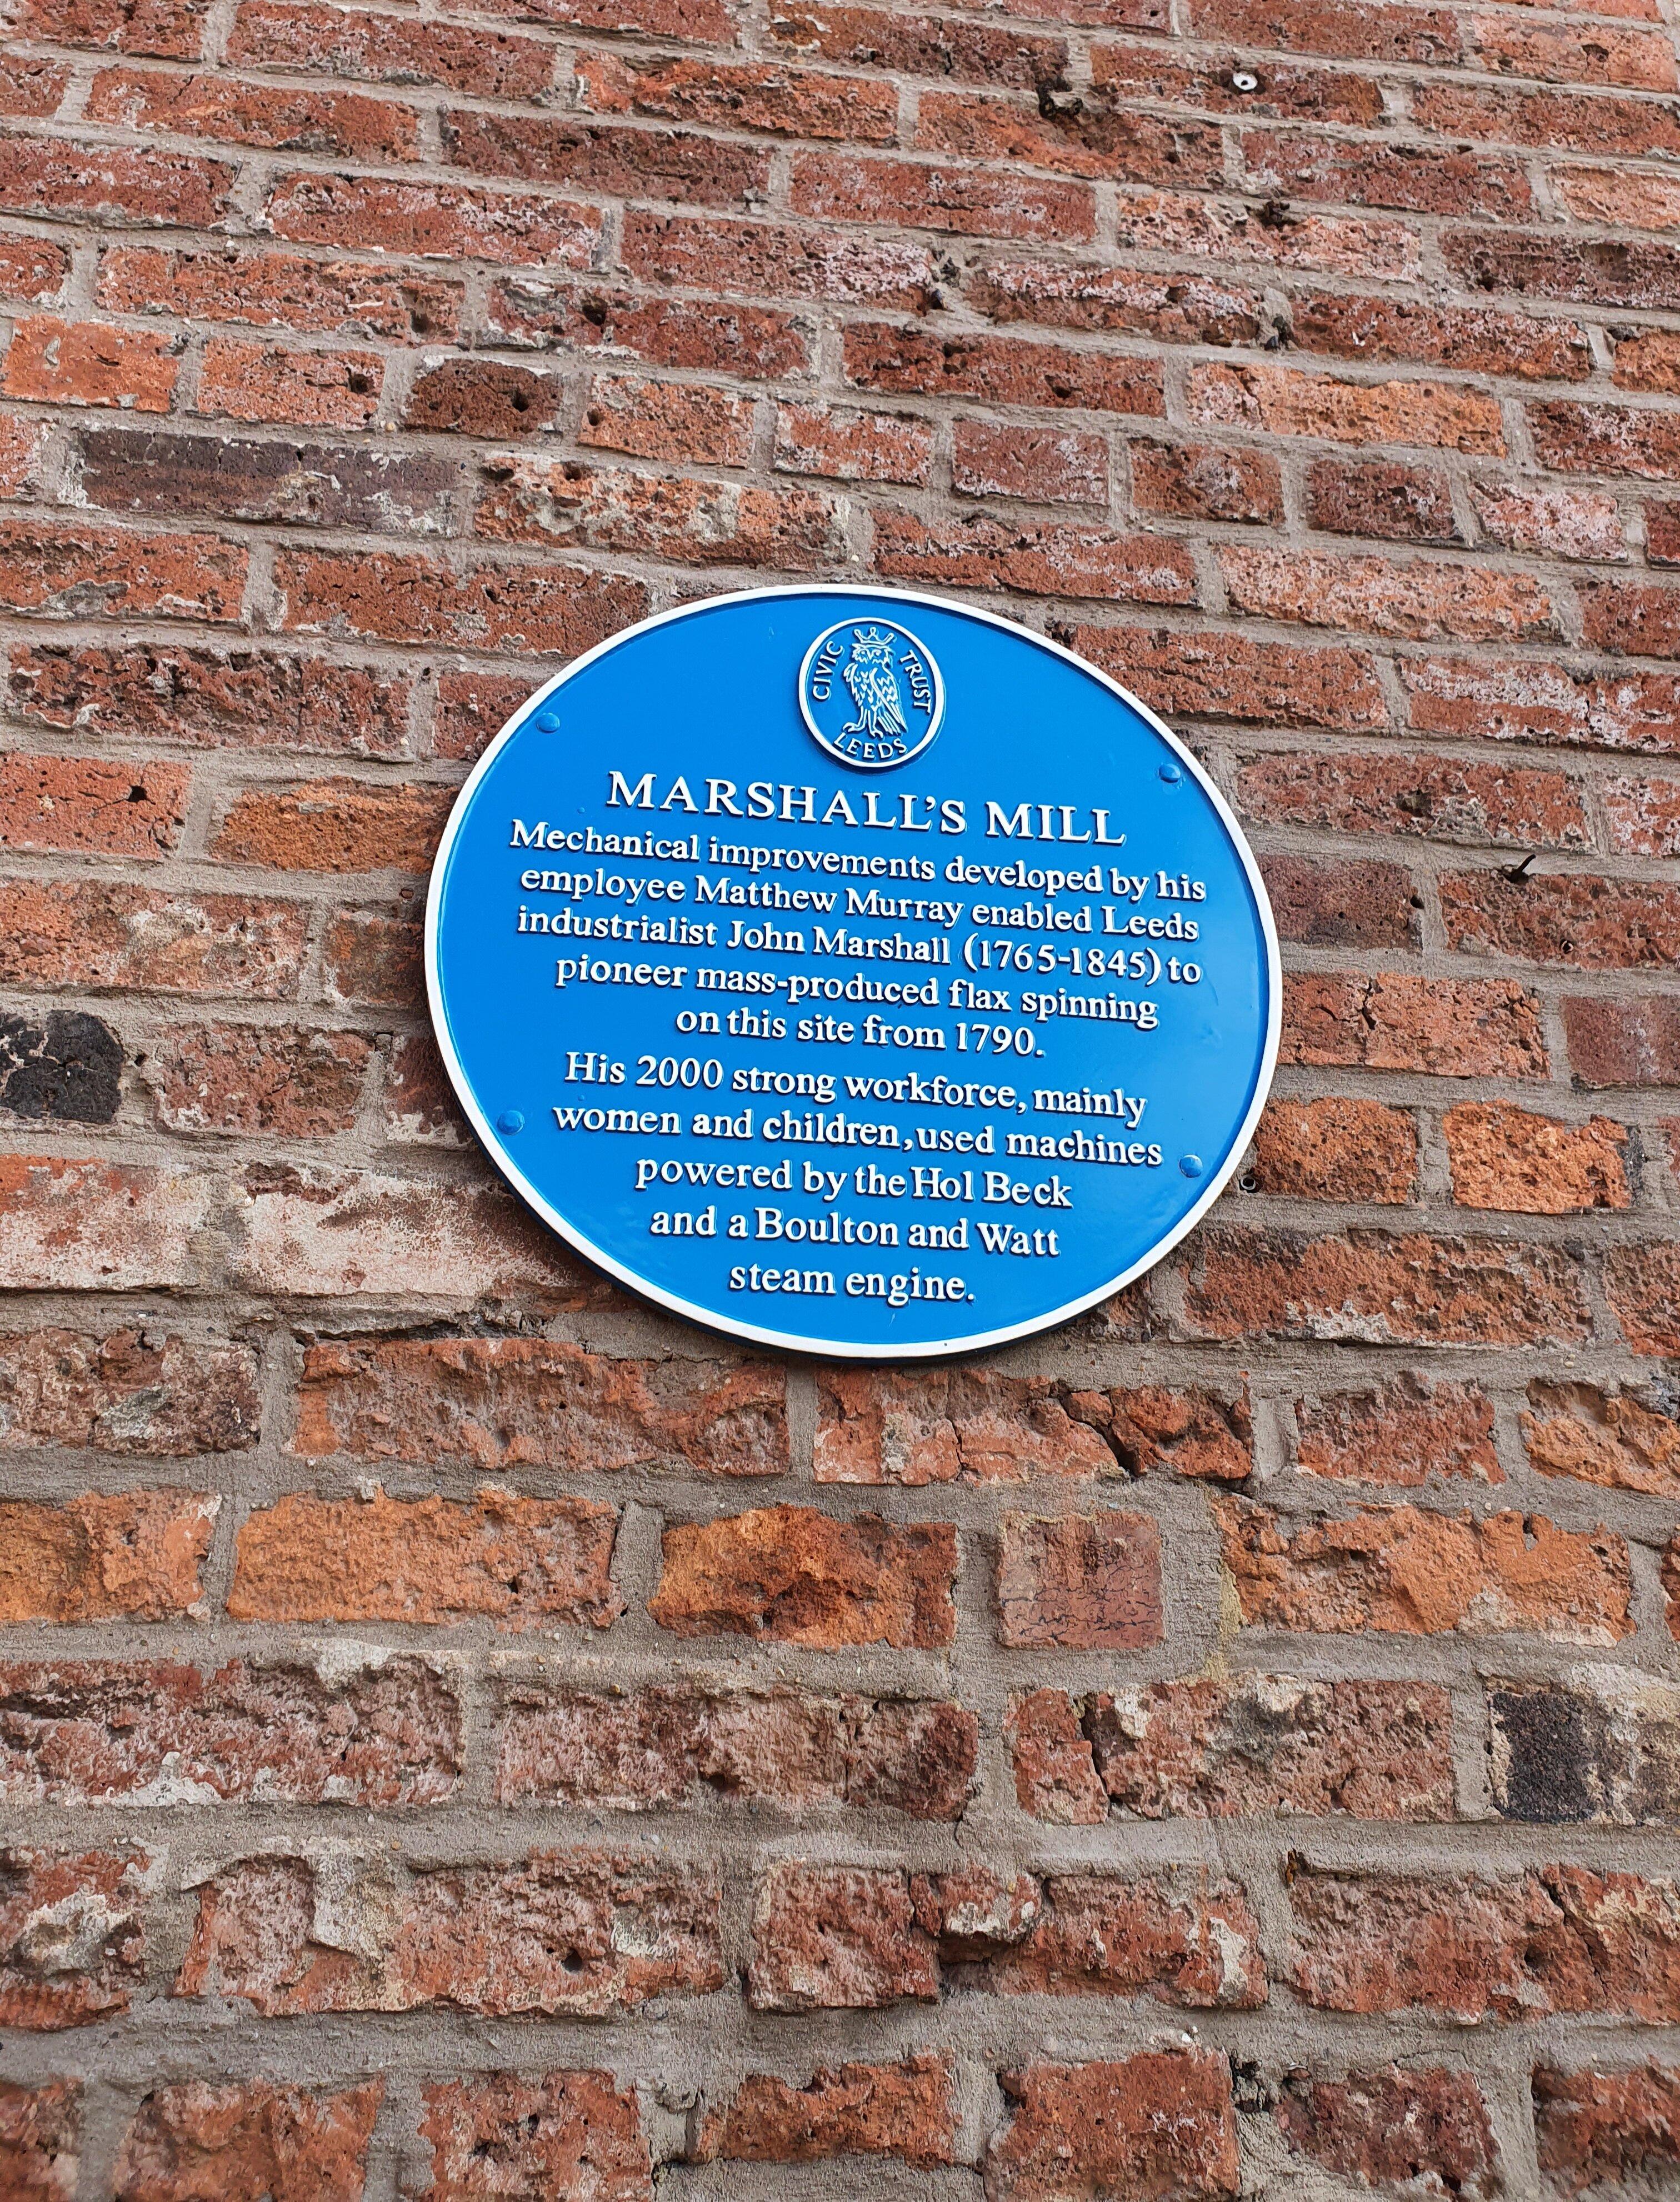 CIVIC TRUST
LEEDS
MARSHALL'S MILL
Mechanical improvements developed by his
employee Matthew Murray enabled Leeds
industrialist John Marshall (1765-1845) to
pioneer mass-produced flax spinning
on this site from 1790.
His 2000 strong workforce, mainly
women and children, used machines
powered by the Hol Beck
and a Boulton and Watt
steam engine.